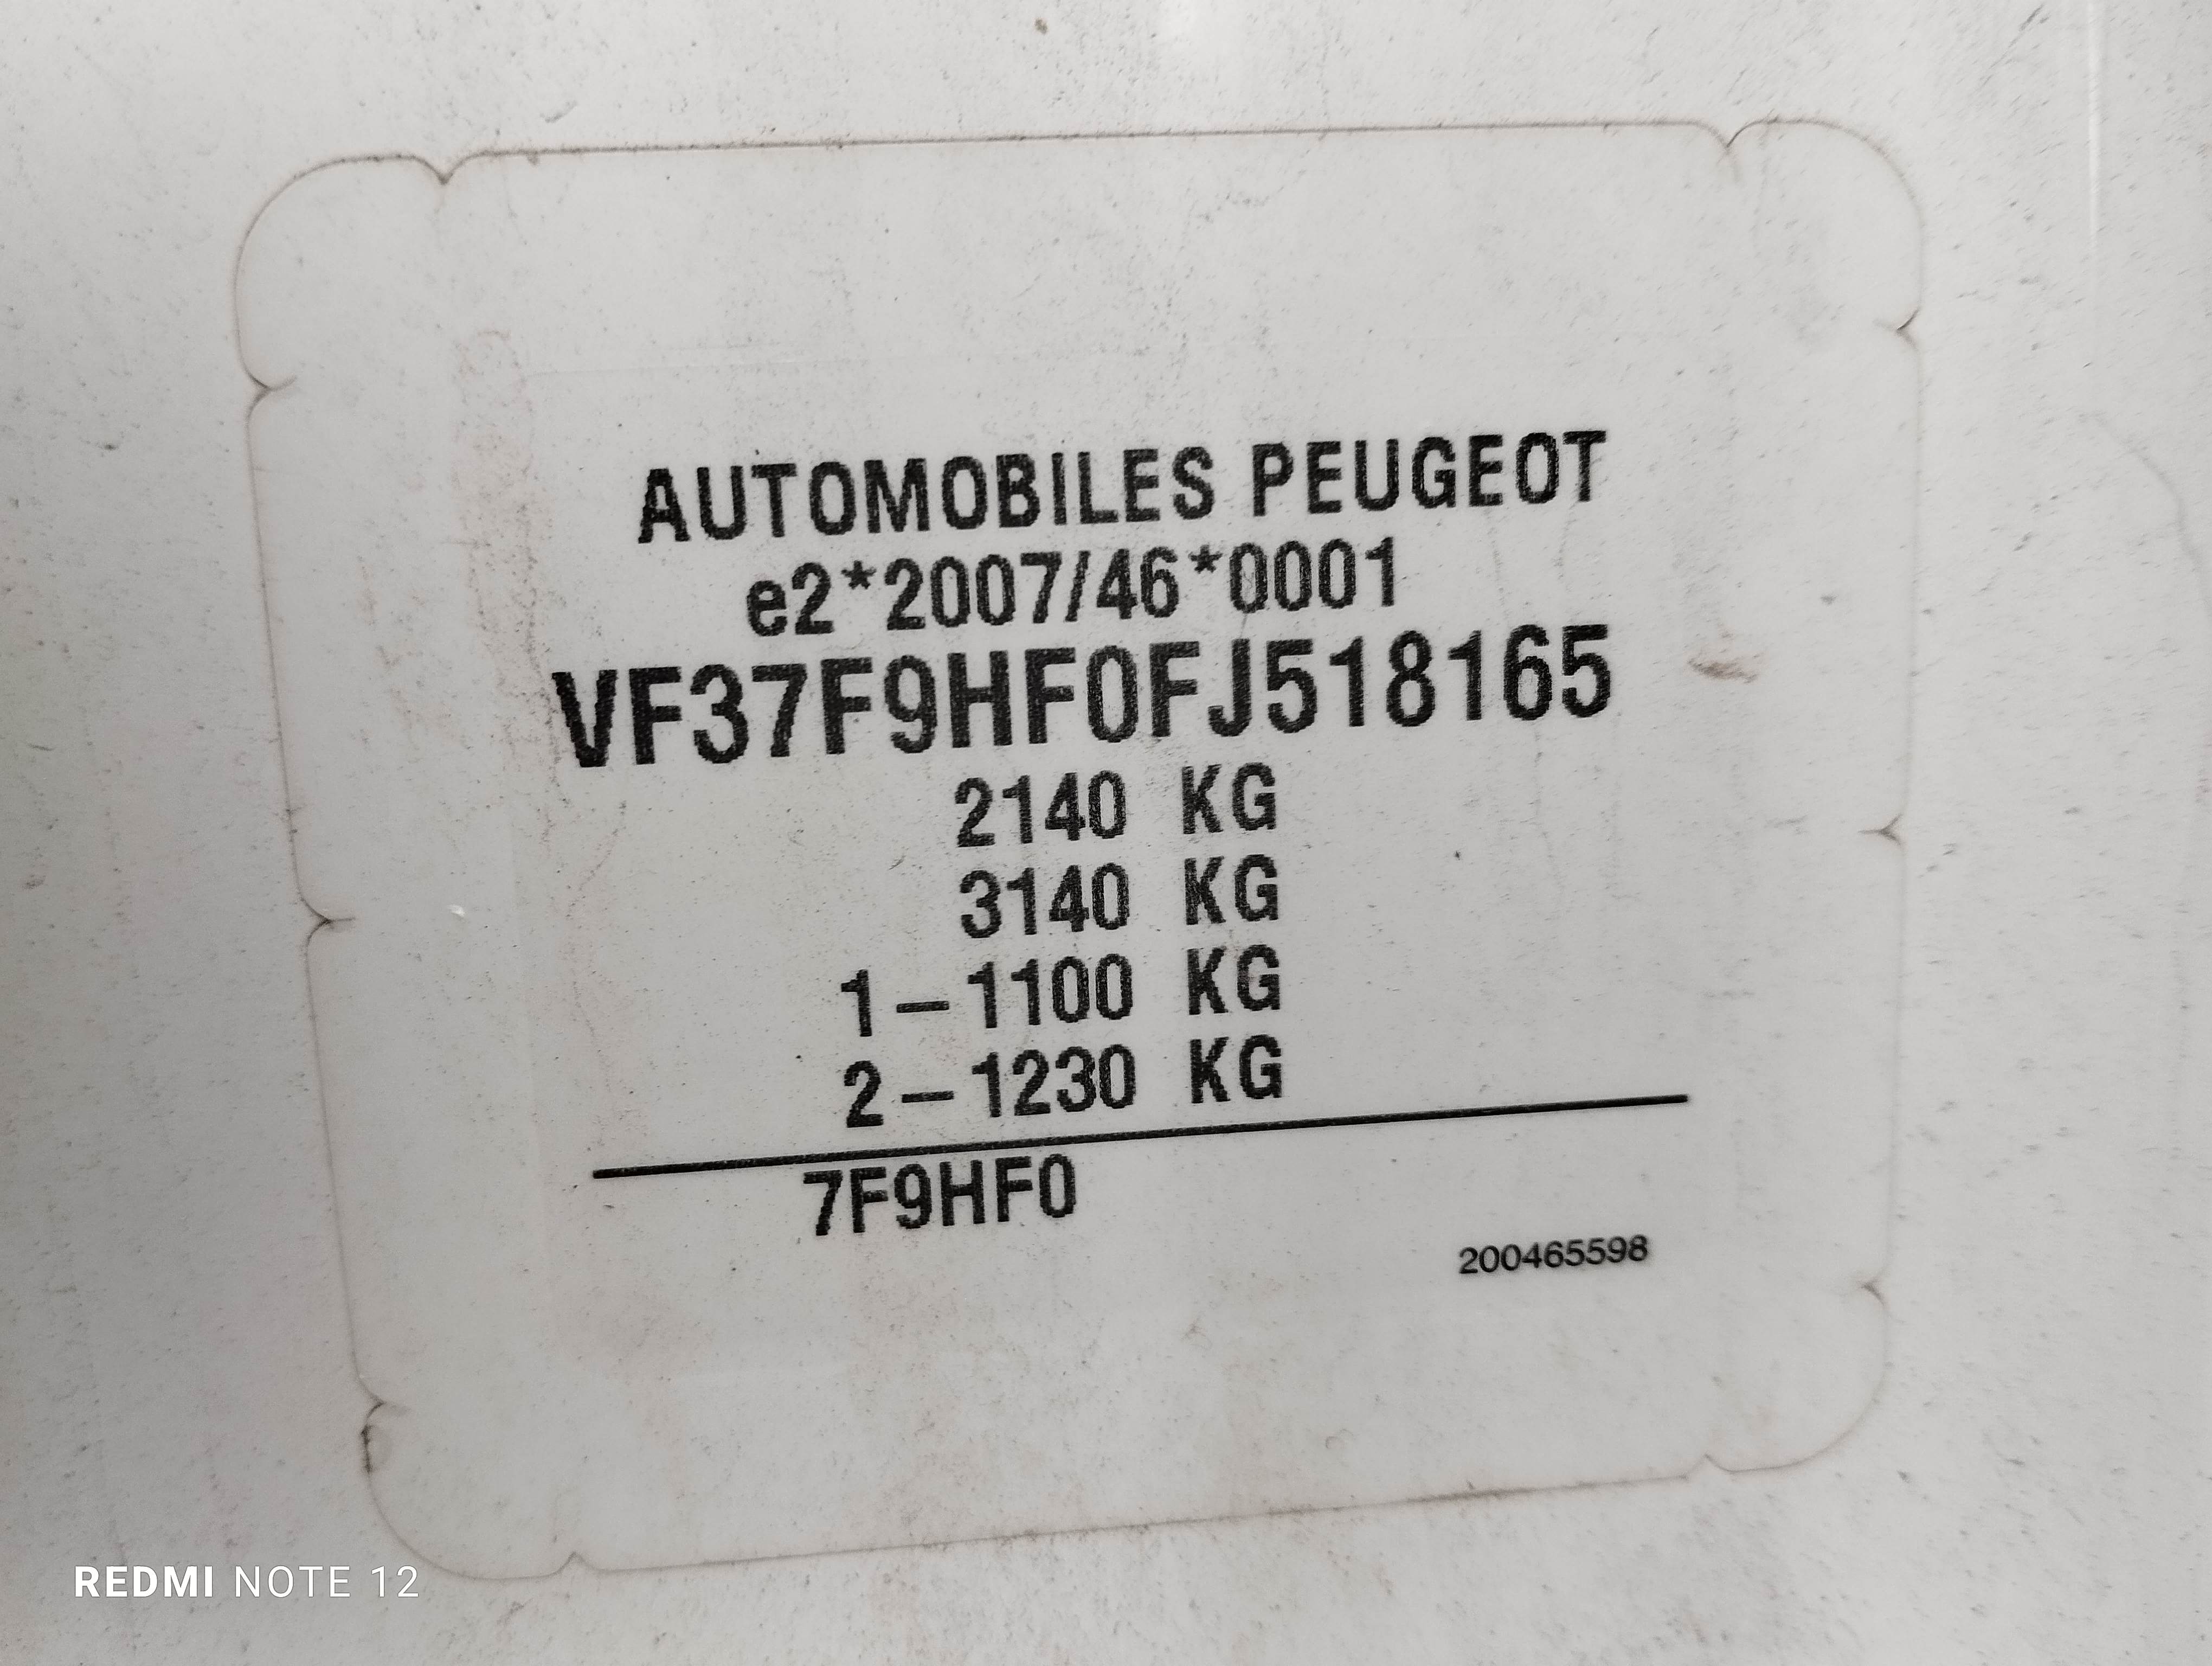 AUTOMOBILES PEUGEOT
e2*2007/46*0001
VF37F9HF0FJ518165
2140 KG
3140 KG
1-1100 KG
2-1230 KG
7F9HF0
200465598
REDMI NOTE 12